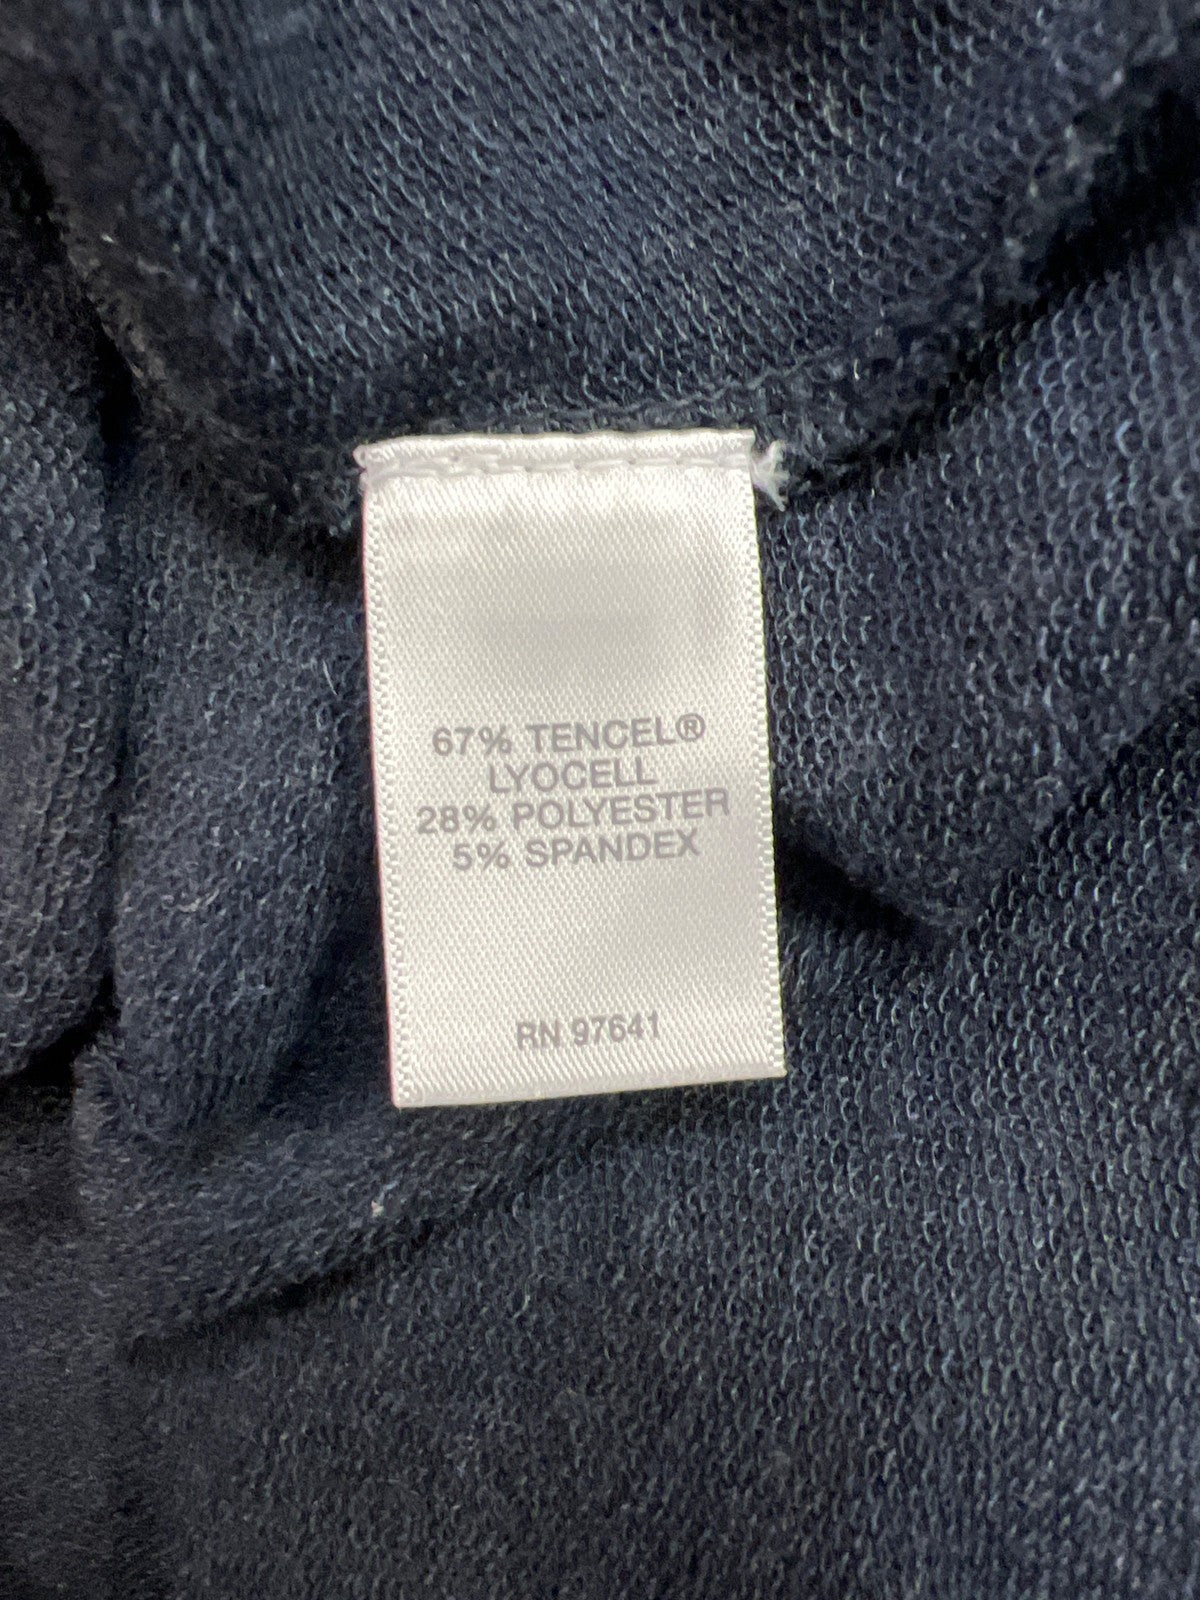 67% TENCEL®
LYOCELL
28% POLYESTER
5% SPANDEX
RN 97641